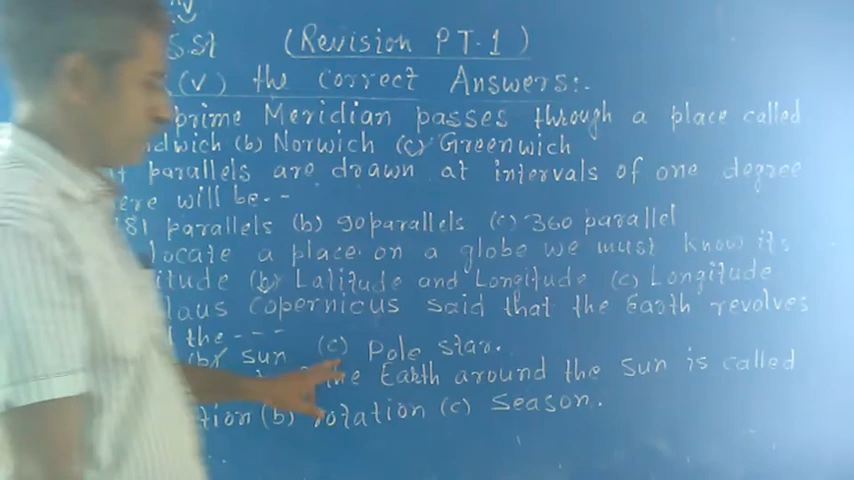 S.St (Revision PT.1)
(v) the correct Answers:-
prime Meridian passes through a place called
dwich (b) Norwich (c) Greenwich
parallels are drawn at intervals of one degree
ere will be--
181 parallels (b) 90parallels (c) 360 parallel
locate a place on a globe we must know its
itude (b) Latitude and Longitude (c) Longitude
laus copernicus said that the Earth revolves
the---
(b) sun (c) Pole star.
Earth around the sun is called
tion (b) rotation (c) Season.